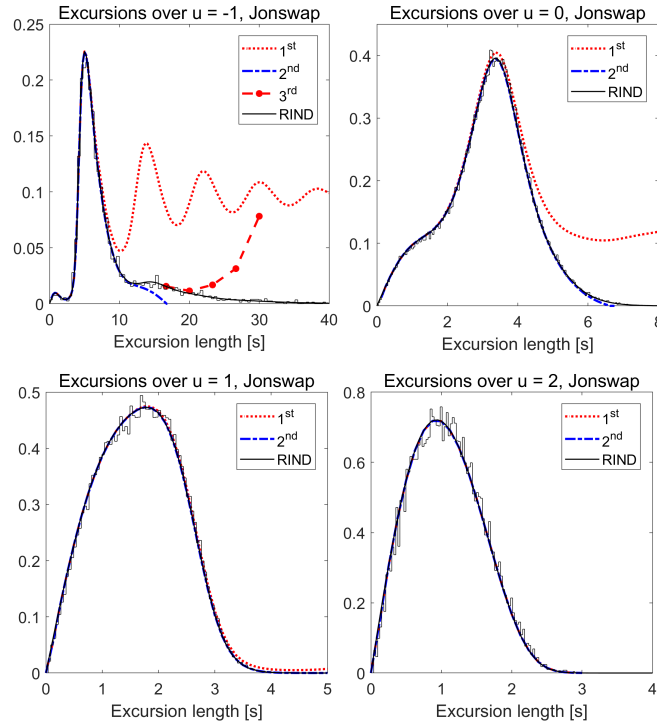 Excursions over u = -1, Jonswap
0.25
0.2
0.15
0.1
0.05
0
0 10 20 30 40
Excursion length [s]
1st
2nd
3rd
RIND
Excursions over u = 0, Jonswap
0.4
0.3
0.2
0.1
0
0 2 4 6 8
Excursion length [s]
1st
2nd
RIND
Excursions over u = 1, Jonswap
0.5
0.4
0.3
0.2
0.1
0
0 1 2 3 4 5
Excursion length [s]
1st
2nd
RIND
Excursions over u = 2, Jonswap
0.8
0.6
0.4
0.2
0
0 1 2 3 4
Excursion length [s]
1st
2nd
RIND